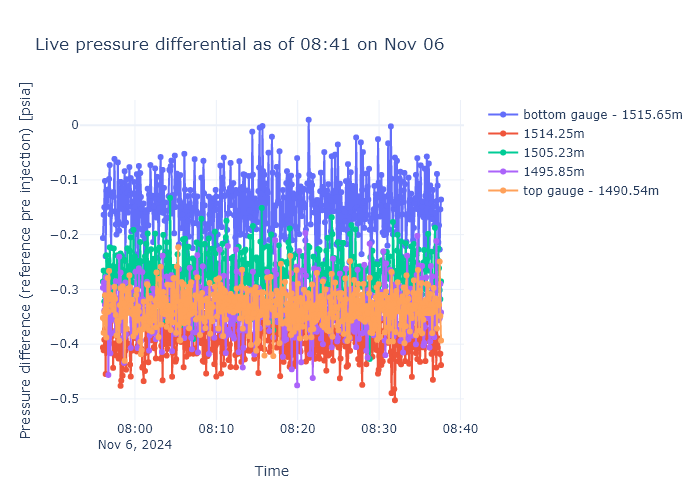 Live pressure differential as of 08:41 on Nov 06
Pressure difference (reference pre injection) [psia]
0
−0.1
−0.2
−0.3
−0.4
−0.5
08:00
Nov 6, 2024
08:10
08:20
08:30
08:40
Time
bottom gauge - 1515.65m
1514.25m
1505.23m
1495.85m
top gauge - 1490.54m